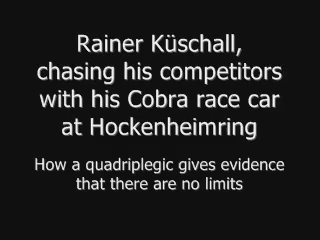 Rainer Küschall,
chasing his competitors
with his Cobra race car
at Hockenheimring
How a quadriplegic gives evidence
that there are no limits